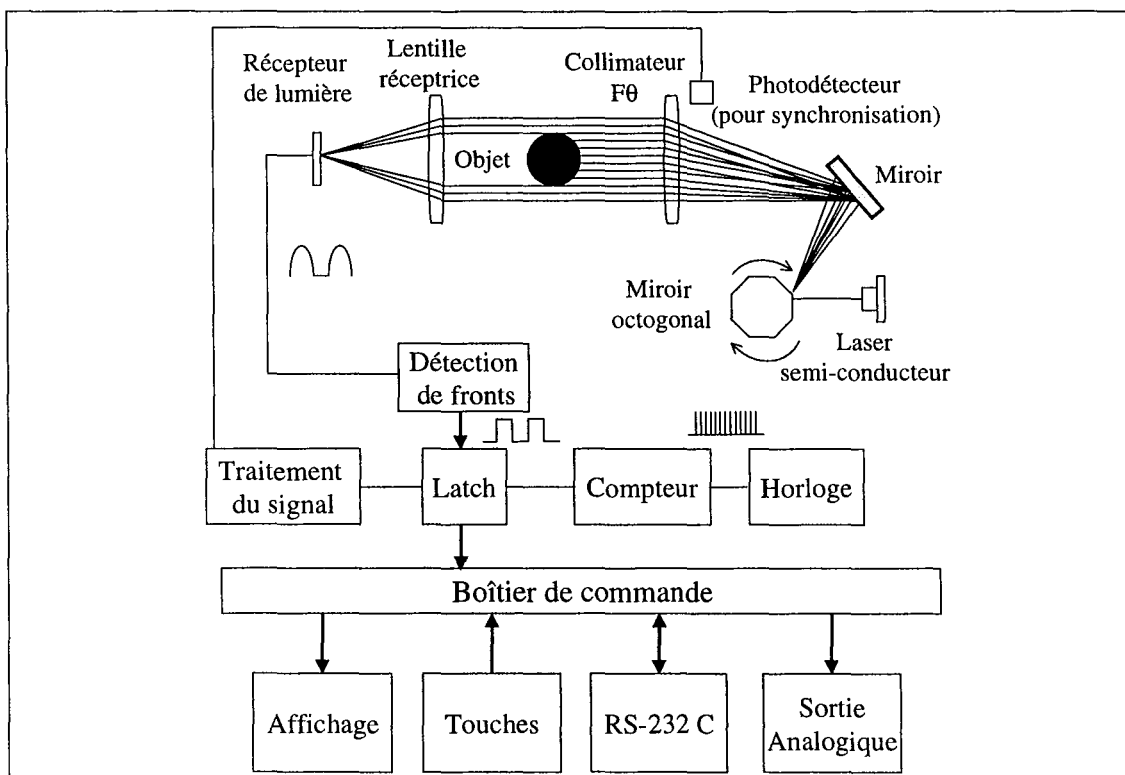 Récepteur
de lumière
Lentille
réceptrice
Collimateur
Fθ
Photodétecteur
(pour synchronisation)
Objet
Miroir
Miroir
octogonal
Laser
semi-conducteur
Détection
de fronts
Traitement
du signal
Latch
Compteur
Horloge
Boîtier de commande
Affichage
Touches
RS-232 C
Sortie
Analogique